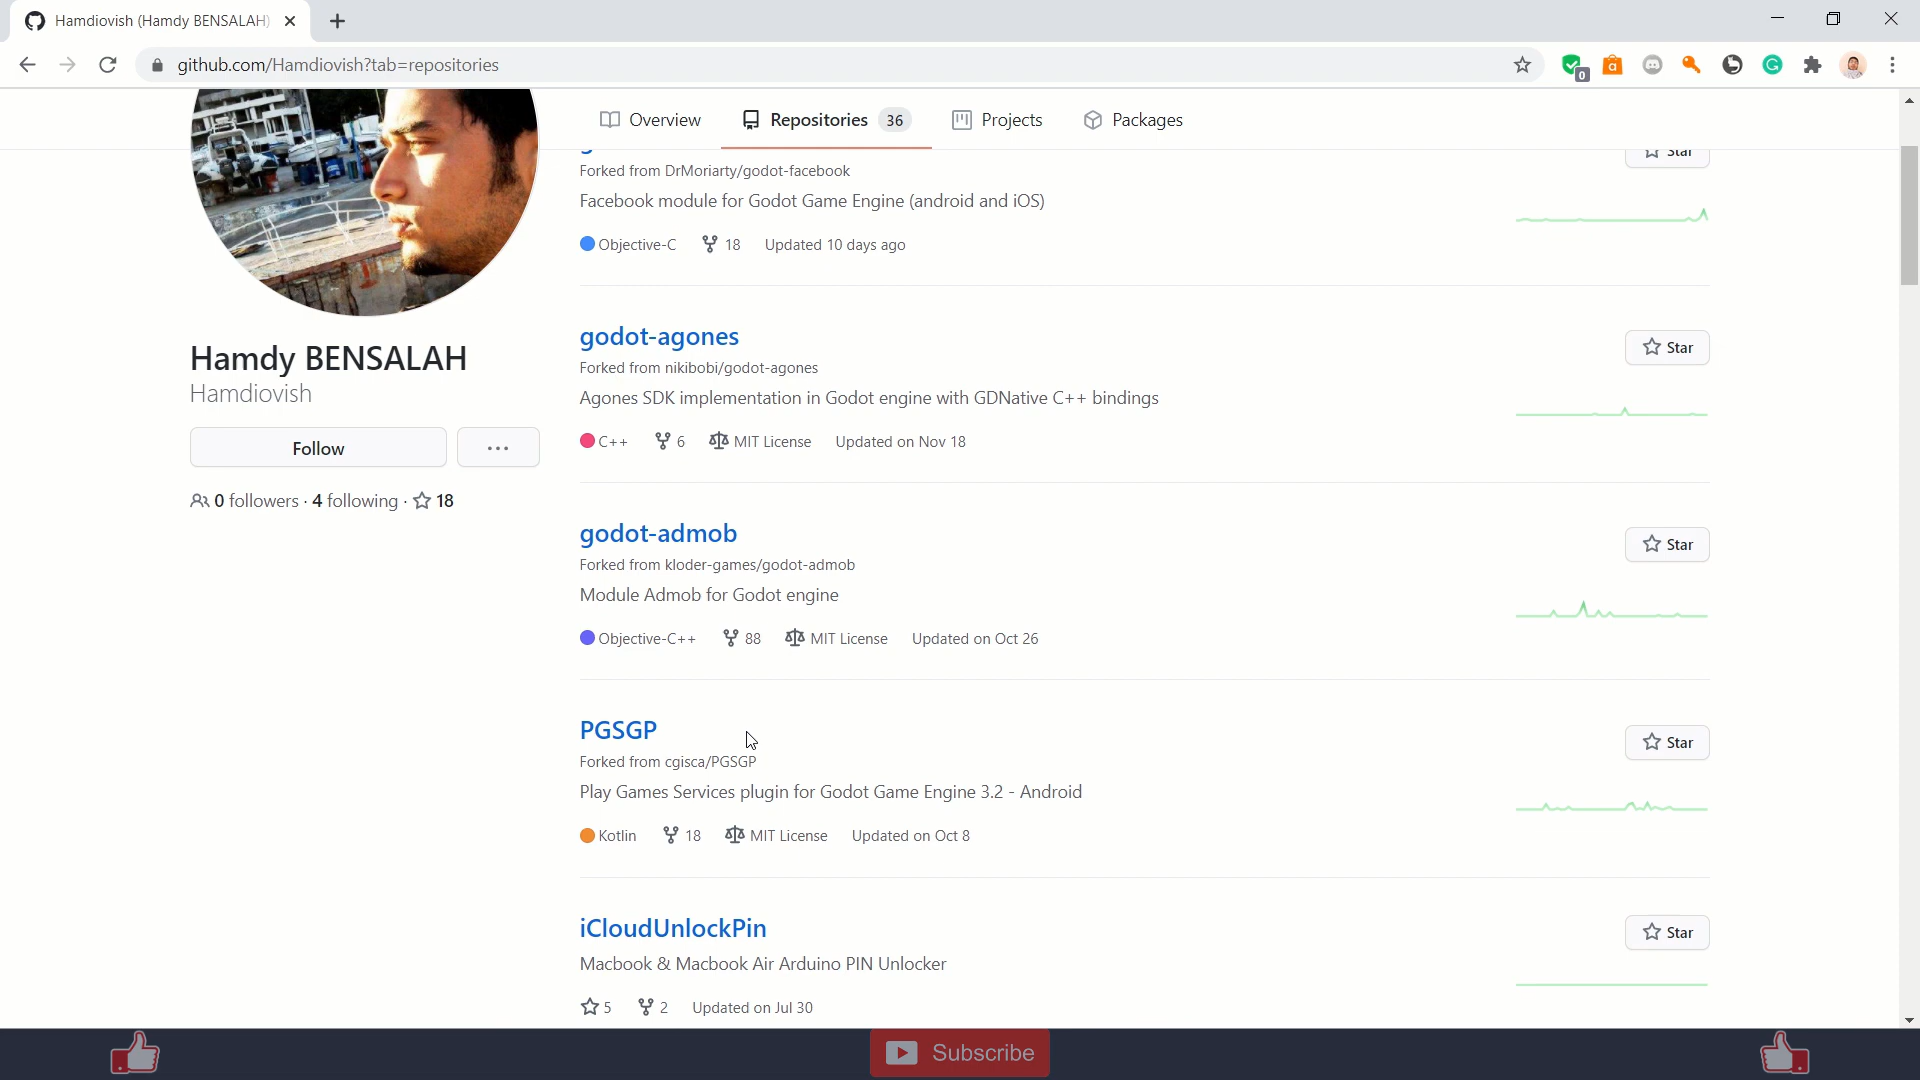 Hamdiovish (Hamdy BENSALAH)
github.com/Hamdiovish?tab=repositories
0
Overview
Repositories 36
Projects
Packages
Star
Forked from DrMoriarty/godot-facebook
Facebook module for Godot Game Engine (android and iOS)
Objective-C 18 Updated 10 days ago
Hamdy BENSALAH
Hamdiovish
Follow
...
0 followers · 4 following · 18
godot-agones
Star
Forked from nikibobi/godot-agones
Agones SDK implementation in Godot engine with GDNative C++ bindings
C++ 6 MIT License Updated on Nov 18
godot-admob
Star
Forked from kloder-games/godot-admob
Module Admob for Godot engine
Objective-C++ 88 MIT License Updated on Oct 26
PGSGP
Star
Forked from cgisca/PGSGP
Play Games Services plugin for Godot Game Engine 3.2 - Android
Kotlin 18 MIT License Updated on Oct 8
iCloudUnlockPin
Star
Macbook & Macbook Air Arduino PIN Unlocker
5 2 Updated on Jul 30
Subscribe